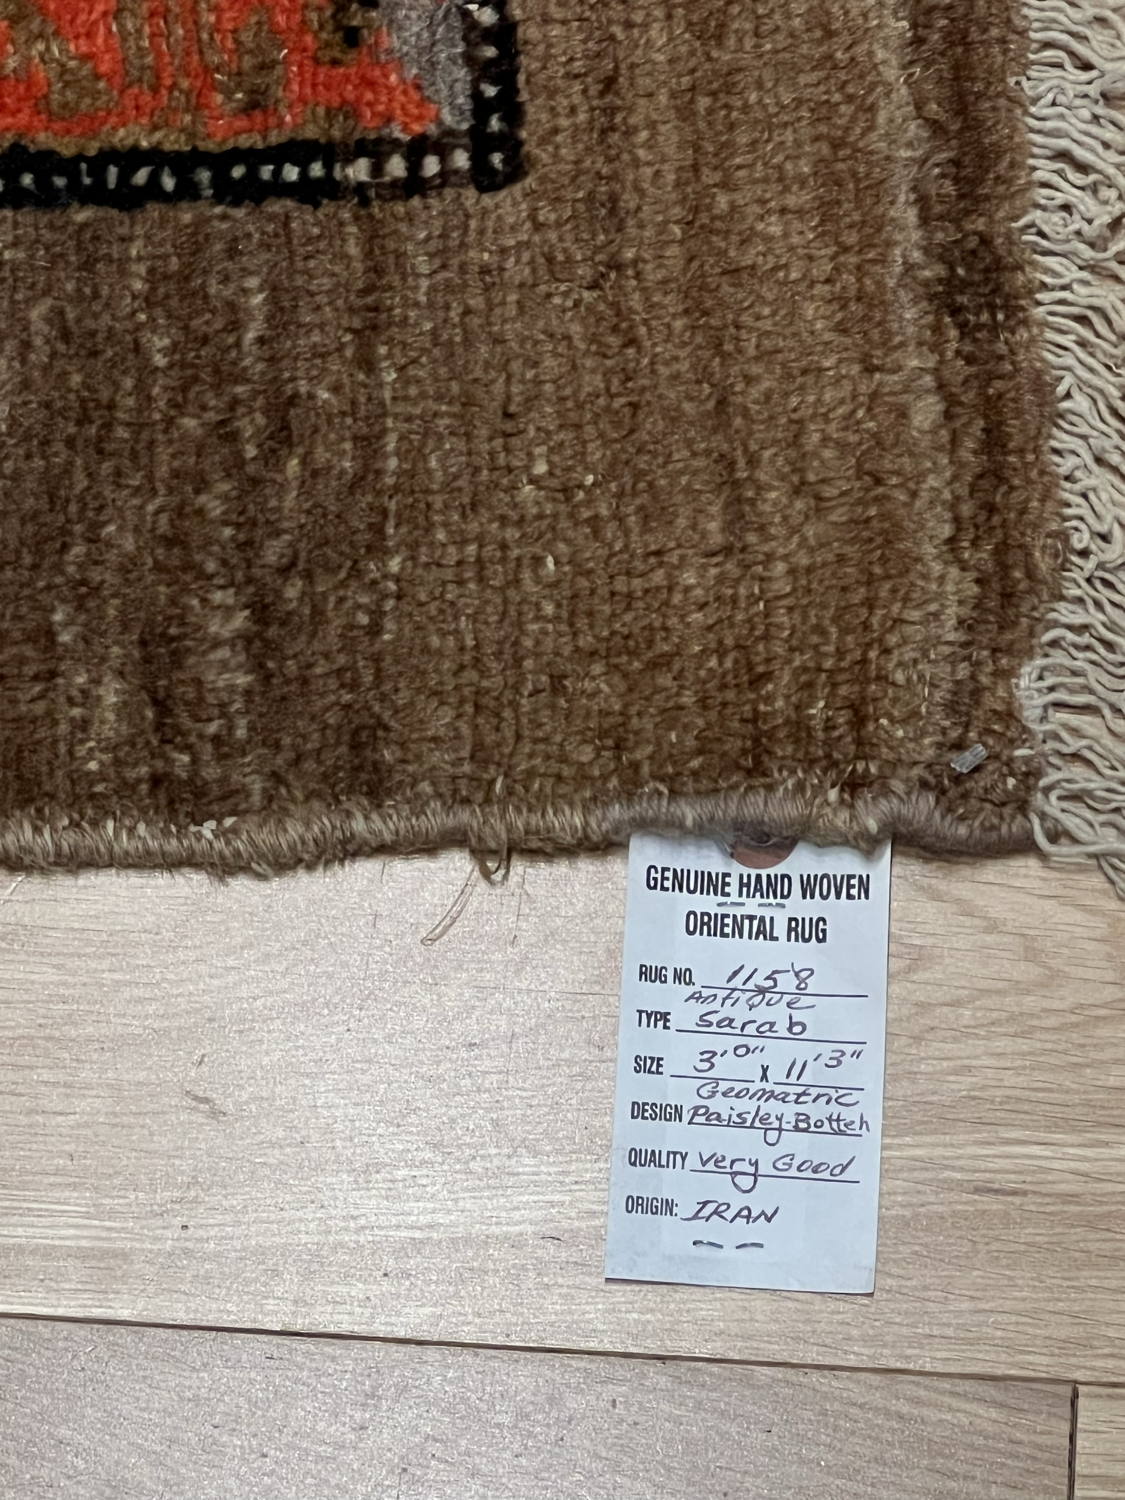 GENUINE HAND WOVEN
ORIENTAL RUG
RUG NO. 1158
Antique
TYPE Sarab
SIZE 3'0" X 11'3"
Geomatric
DESIGN Paisley-Botteh
QUALITY Very Good
ORIGIN: IRAN